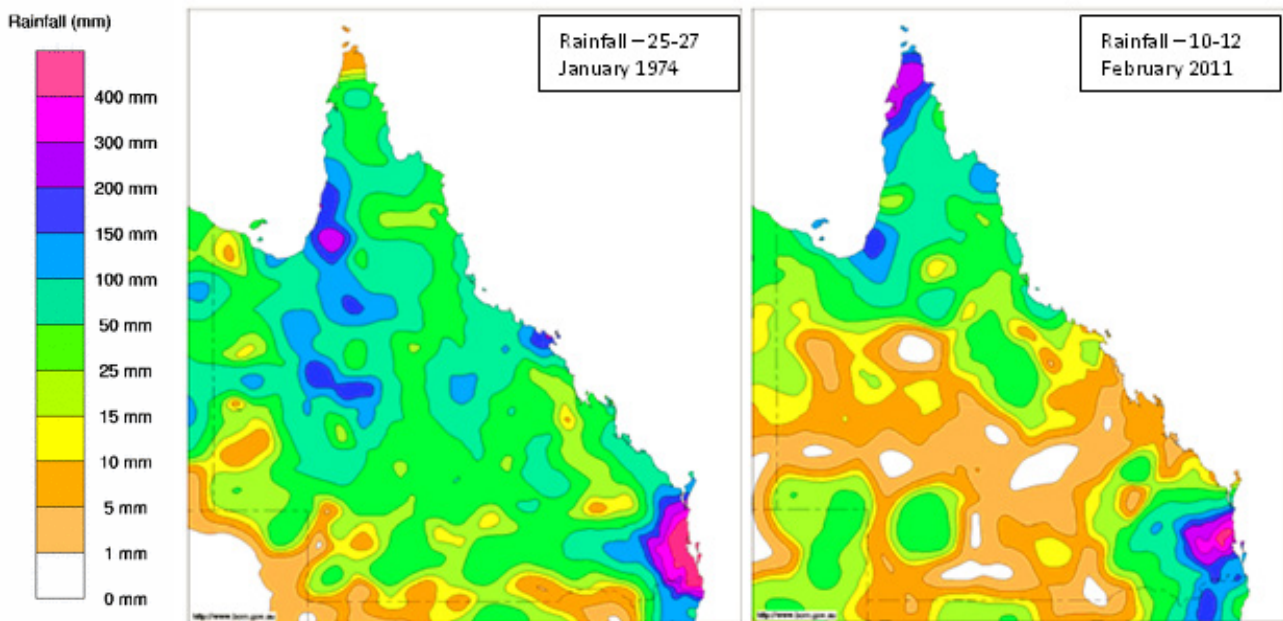 Rainfall (mm)
400 mm
300 mm
200 mm
150 mm
100 mm
50 mm
25 mm
15 mm
10 mm
5 mm
1 mm
0 mm
Rainfall – 25-27
January 1974
http://www.bom.gov.au
Rainfall – 10-12
February 2011
http://www.bom.gov.au